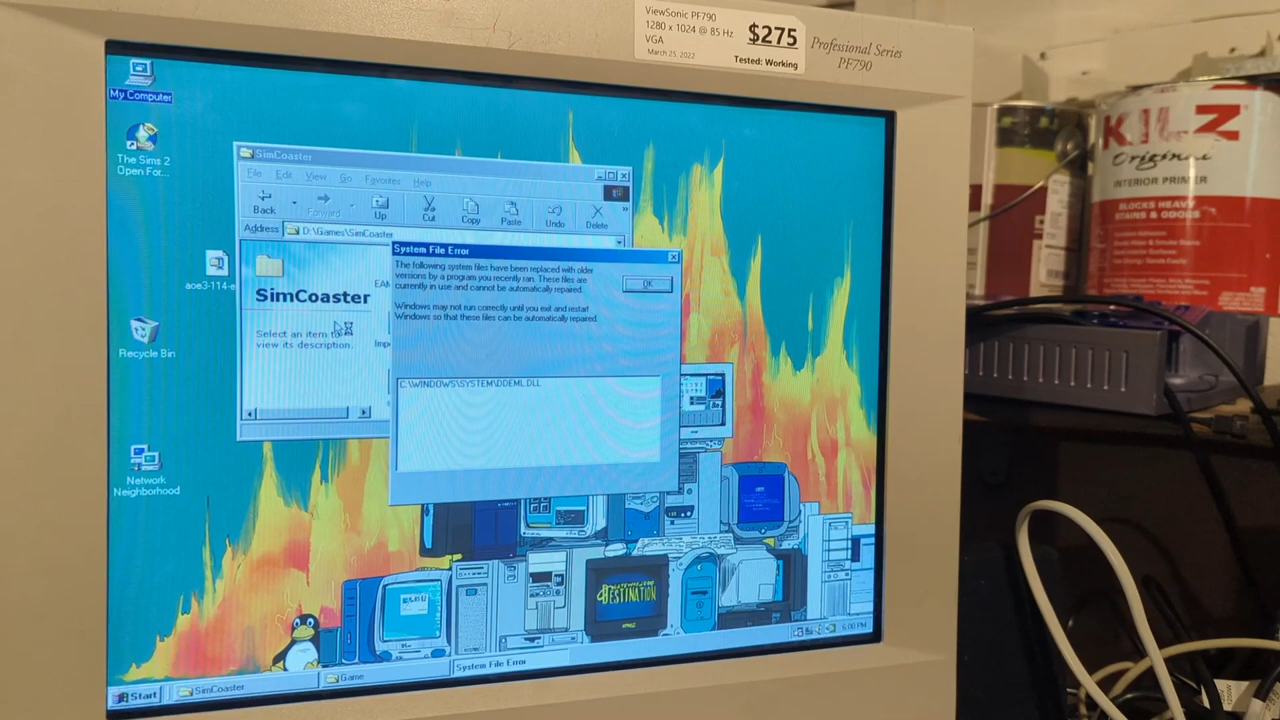 ViewSonic PF790
1280 x 1024 @ 85 Hz
VGA
March 25, 2022
$275
Tested: Working
Professional Series
PF790
My Computer
The Sims 2
Open For...
aoe3-114-e
Recycle Bin
Network
Neighborhood
SimCoaster
File Edit View Go Favorites Help
Back Forward Up Cut Copy Paste Undo Delete
Address D:\Games\SimCoaster
SimCoaster
Select an item to
view its description.
System File Error
The following system files have been replaced with older
versions by a program you recently ran. These files are
currently in use and cannot be automatically repaired.
Windows may not run correctly until you exit and restart
Windows so that these files can be automatically repaired.
OK
C:\WINDOWS\SYSTEM\DDEML.DLL
DESTINATION
Start
SimCoaster
Game
System File Error
6:00 PM
KILZ
Original
INTERIOR PRIMER
BLOCKS HEAVY
STAINS & ODORS